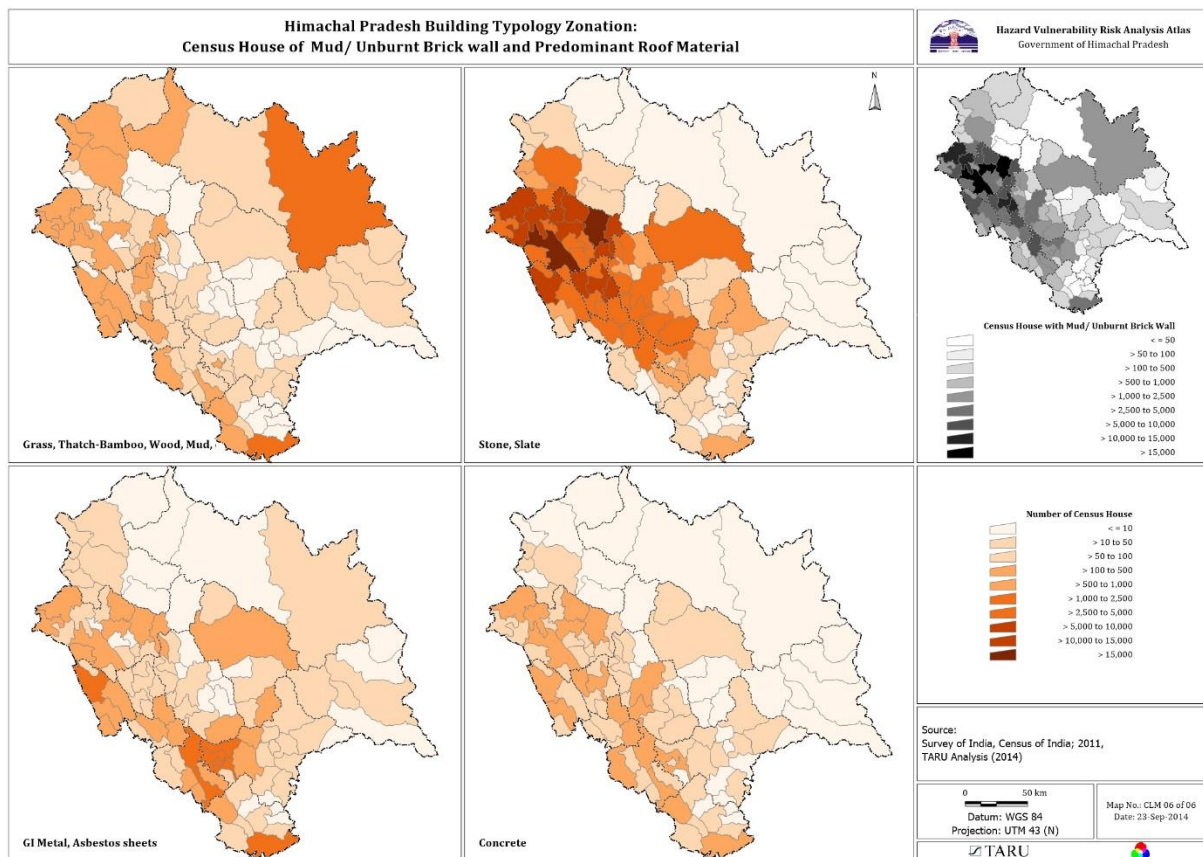 Himachal Pradesh Building Typology Zonation:
Census House of Mud/ Unburnt Brick wall and Predominant Roof Material
Hazard Vulnerability Risk Analysis Atlas
Government of Himachal Pradesh
N
Grass, Thatch-Bamboo, Wood, Mud,
Stone, Slate
Census House with Mud/ Unburnt Brick Wall
< = 50
> 50 to 100
> 100 to 500
> 500 to 1,000
> 1,000 to 2,500
> 2,500 to 5,000
> 5,000 to 10,000
> 10,000 to 15,000
> 15,000
GI Metal, Asbestos sheets
Concrete
Number of Census House
< = 10
> 10 to 50
> 50 to 100
> 100 to 500
> 500 to 1,000
> 1,000 to 2,500
> 2,500 to 5,000
> 5,000 to 10,000
> 10,000 to 15,000
> 15,000
Source:
Survey of India, Census of India; 2011,
TARU Analysis (2014)
0 50 km
Datum: WGS 84
Projection: UTM 43 (N)
Map No.: CLM 06 of 06
Date: 23-Sep-2014
TARU